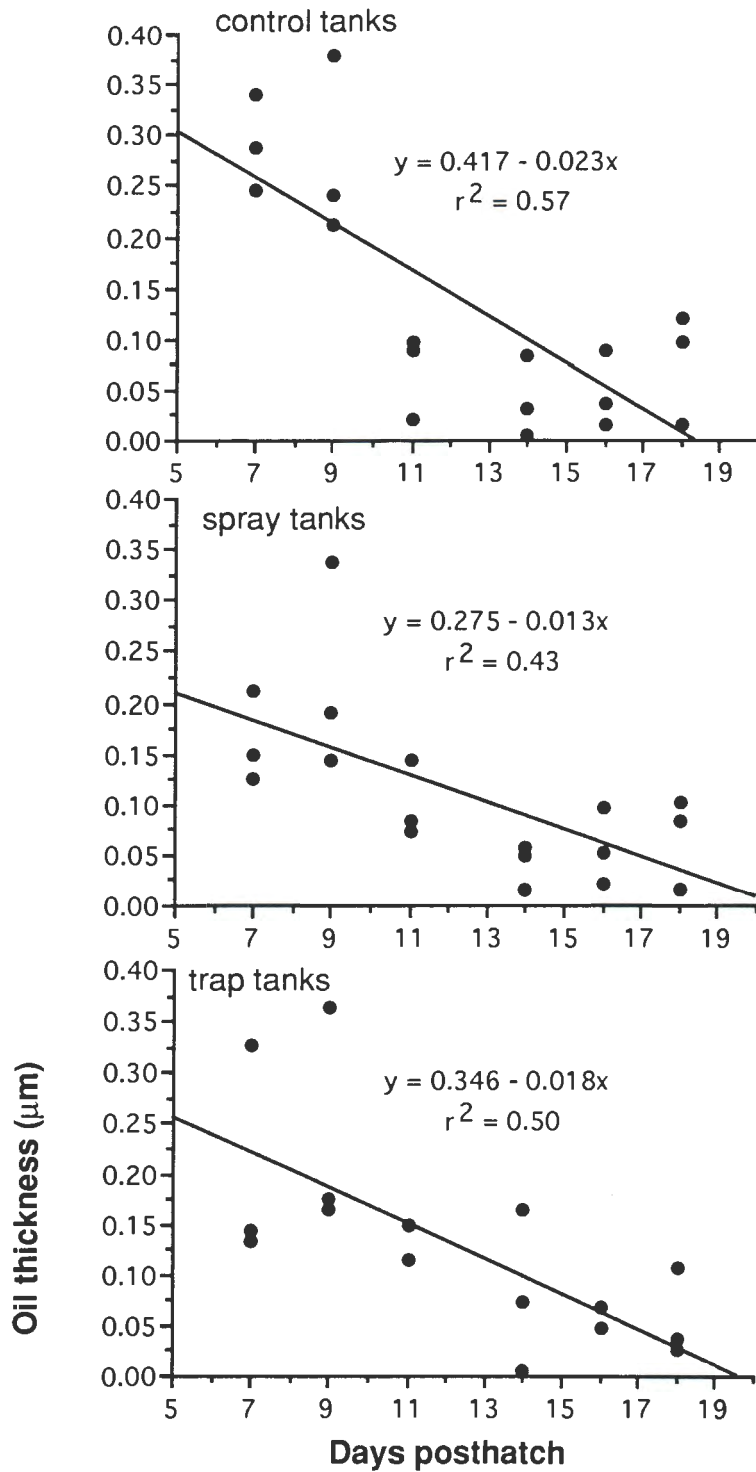 control tanks
0.40
0.35
0.30
0.25
0.20
0.15
0.10
0.05
0.00
y = 0.417 - 0.023x
r² = 0.57
5 7 9 11 13 15 17 19
spray tanks
0.40
0.35
0.30
0.25
0.20
0.15
0.10
0.05
0.00
y = 0.275 - 0.013x
r² = 0.43
5 7 9 11 13 15 17 19
trap tanks
0.40
0.35
0.30
0.25
0.20
0.15
0.10
0.05
0.00
y = 0.346 - 0.018x
r² = 0.50
5 7 9 11 13 15 17 19
Oil thickness (μm)
Days posthatch